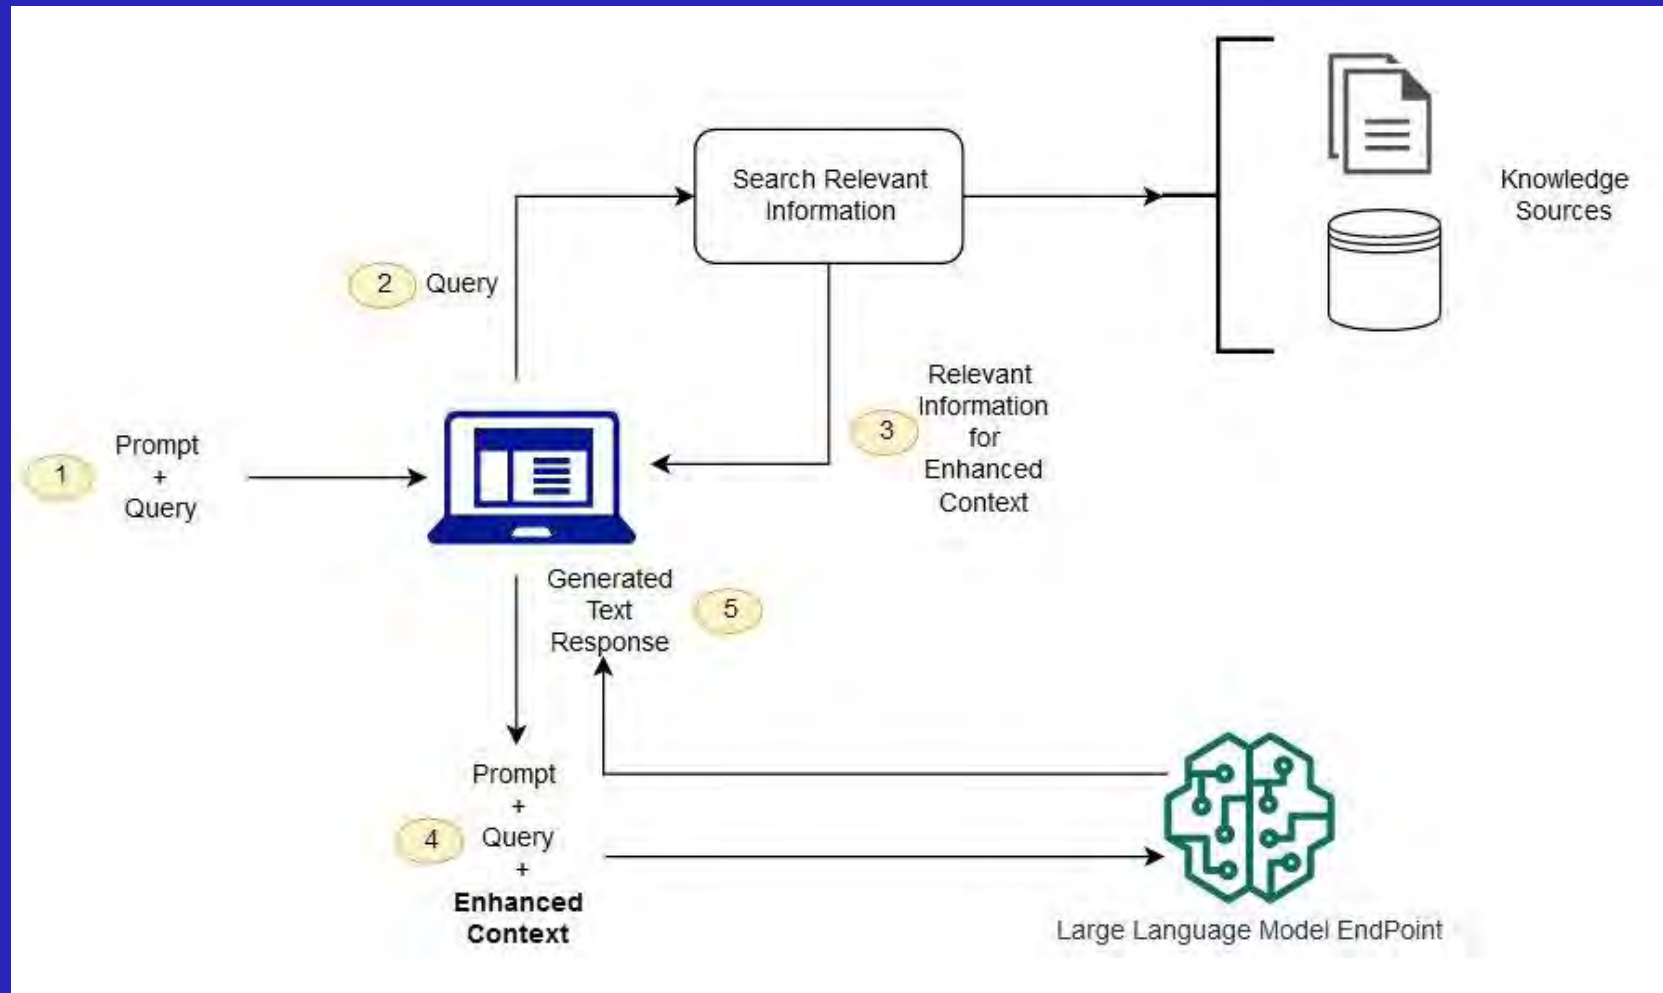 Search Relevant
Information
Knowledge
Sources
2 Query
Relevant
Information
for
Enhanced
Context
3
1
Prompt
+
Query
Generated
Text
Response
5
Prompt
+
Query
+
Enhanced
Context
4
Large Language Model EndPoint